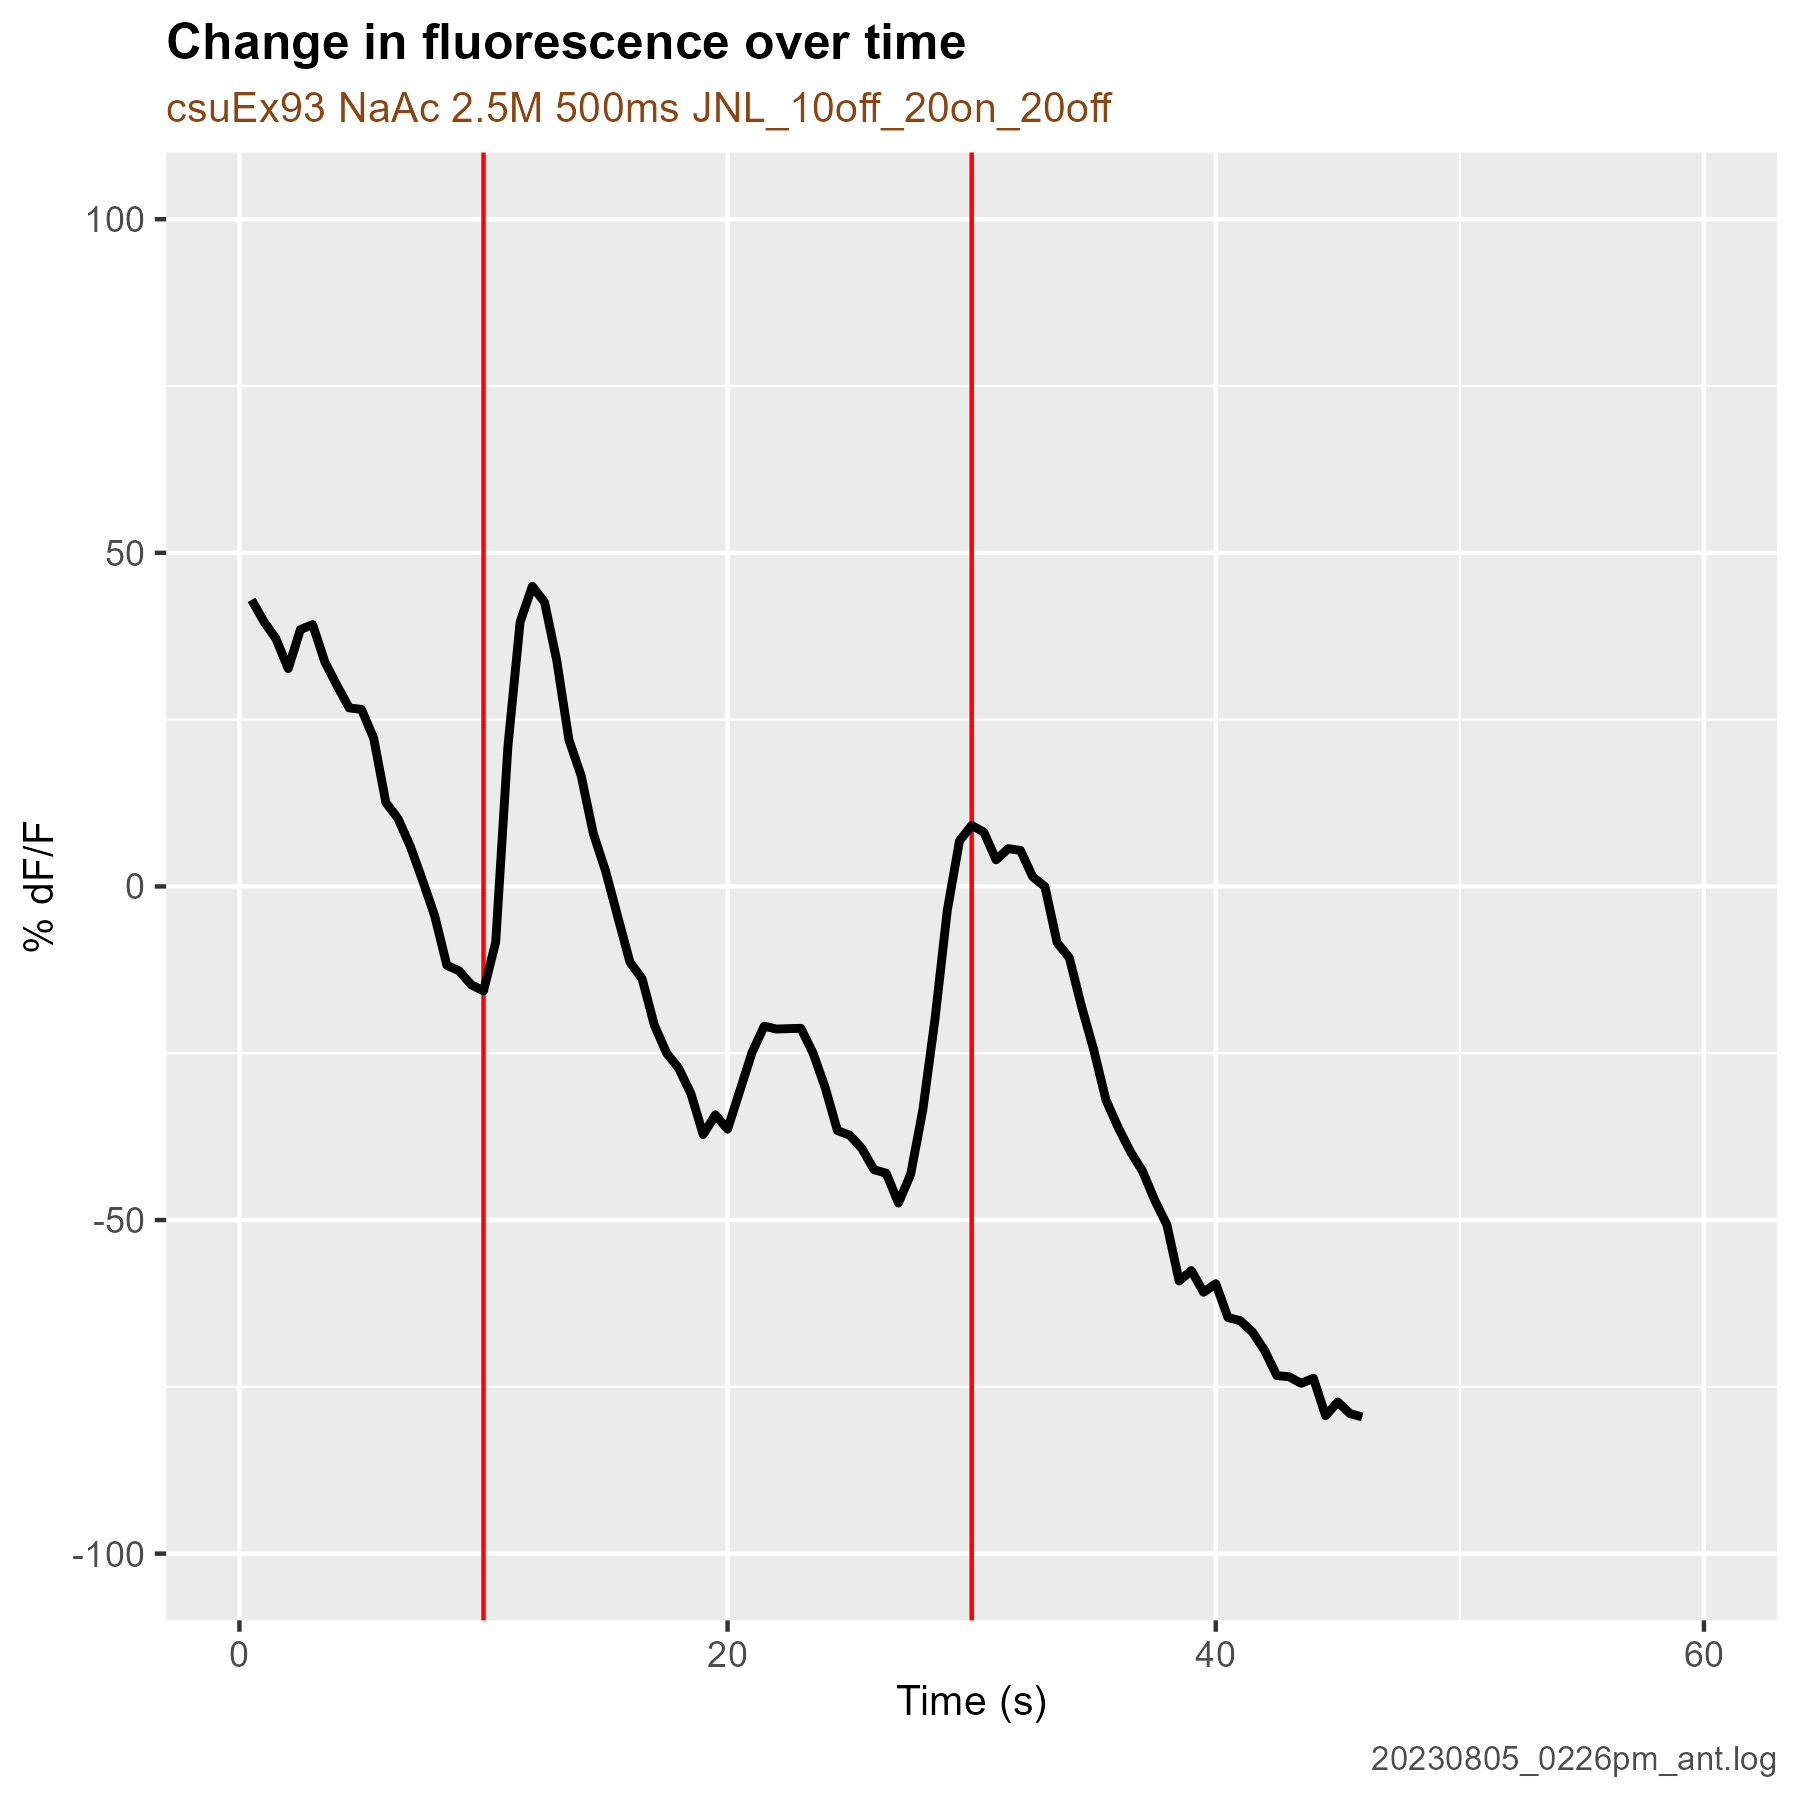 Change in fluorescence over time
csuEx93 NaAc 2.5M 500ms JNL_10off_20on_20off
% dF/F
100
50
0
-50
-100
0 20 40 60
Time (s)
20230805_0226pm_ant.log